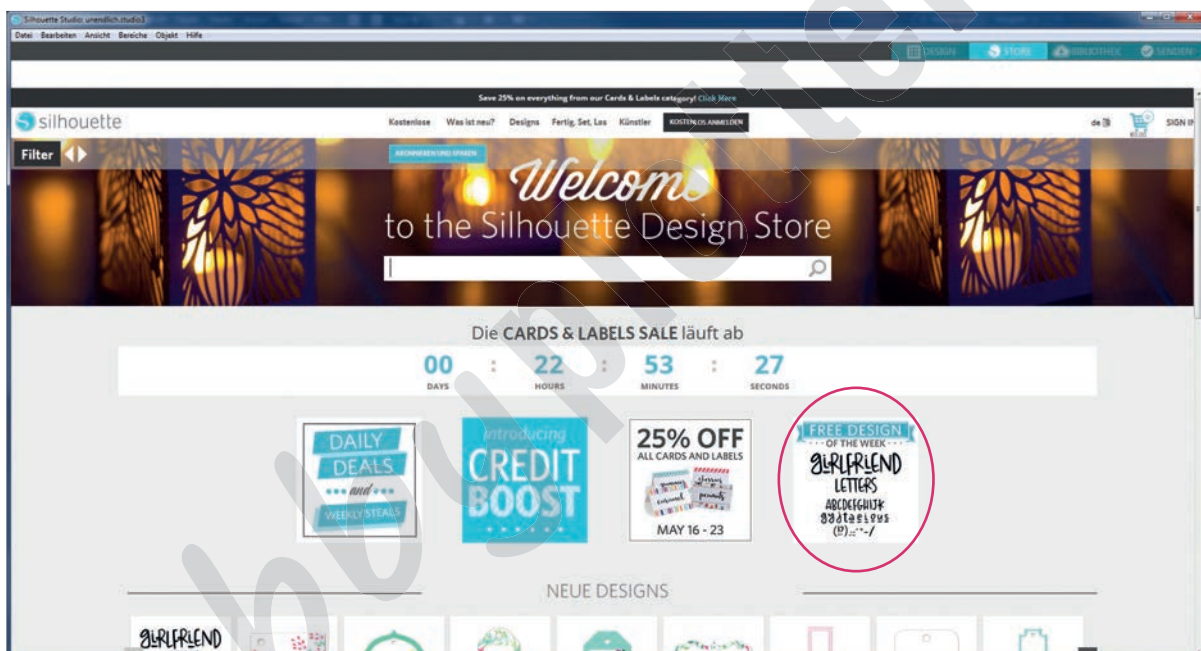 Silhouette Studio: unendlich.studio3
Datei Bearbeiten Ansicht Bereiche Objekt Hilfe
DESIGN STORE BIBLIOTHEK SENDEN
Save 25% on everything from our Cards & Labels category! Click Here
silhouette Kostenlose Was ist neu? Designs Fertig, Set, Los Künstler KOSTENLOS ANMELDEN de SIGN IN
Filter ABONNIEREN UND SPAREN
Welcome
to the Silhouette Design Store
Die CARDS & LABELS SALE läuft ab
00 : 22 : 53 : 27
DAYS HOURS MINUTES SECONDS
DAILY
DEALS
and
WEEKLY STEALS
introducing
CREDIT
BOOST
25% OFF
ALL CARDS AND LABELS
cherries
caramel peanuts
MAY 16 - 23
FREE DESIGN
OF THE WEEK
GIRLFRIEND
LETTERS
ABCDEFGHIJK
NEUE DESIGNS
GIRLFRIEND